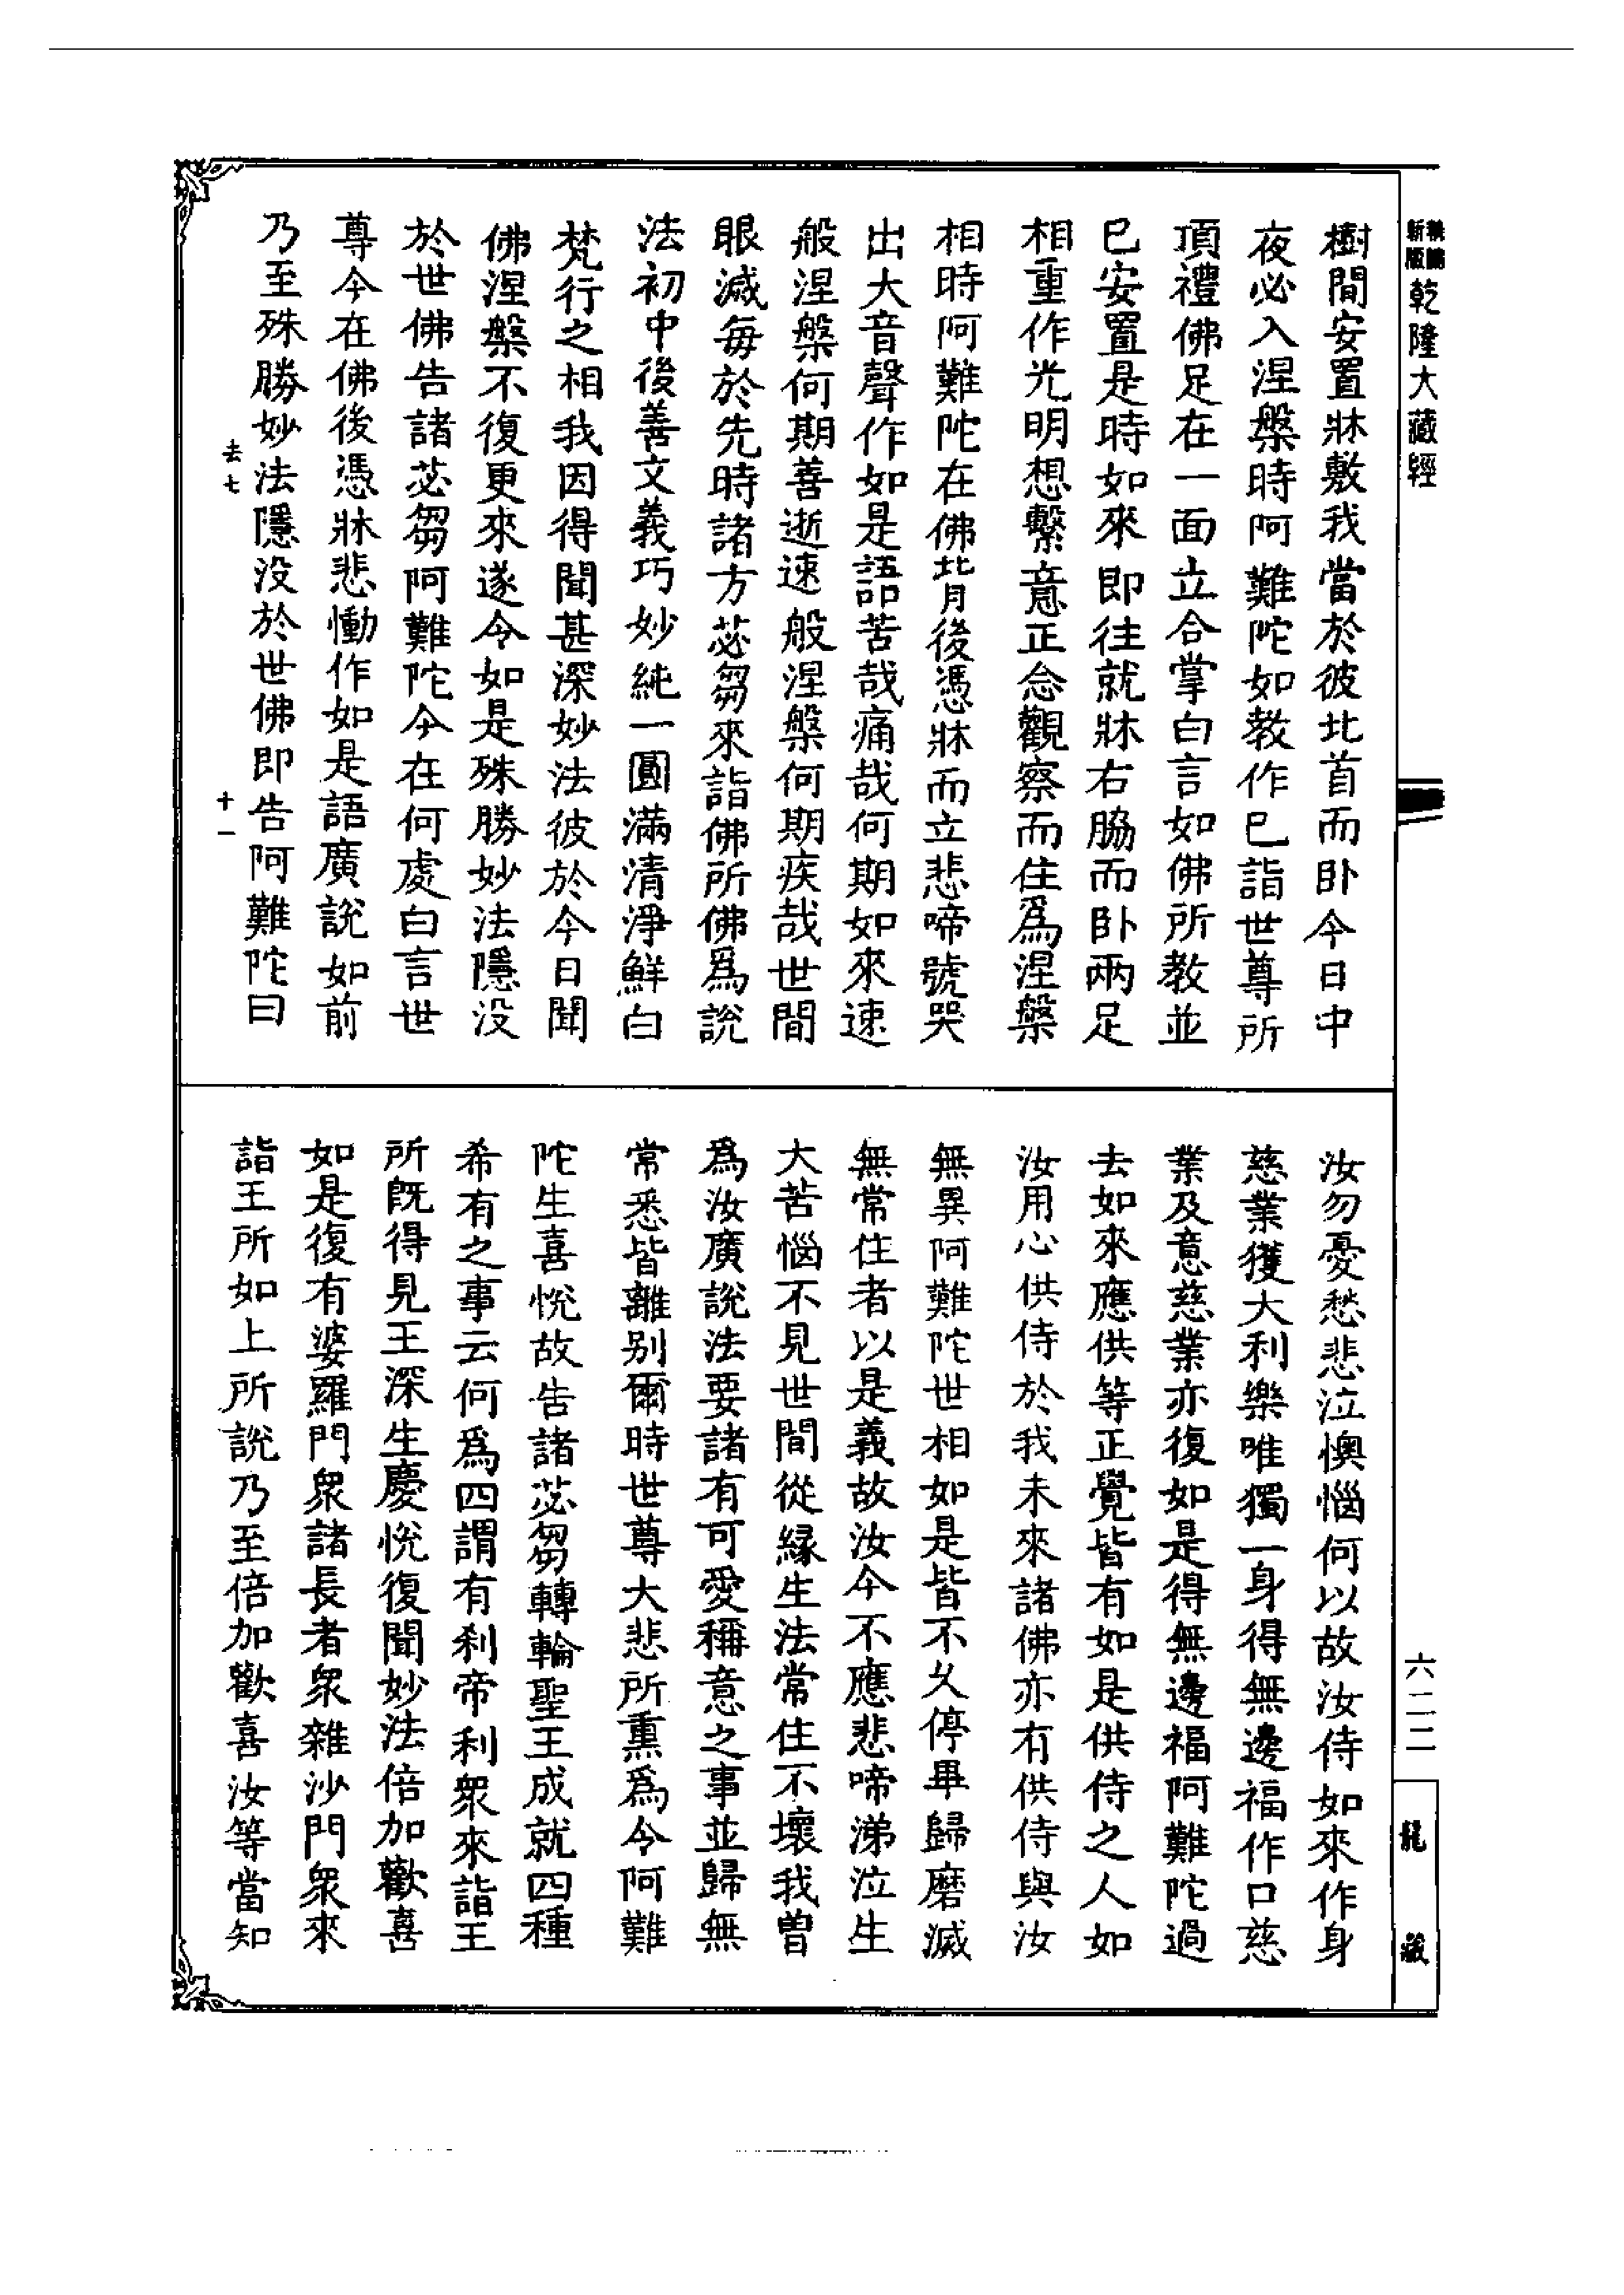 乾隆大藏經
樹間安置牀敷我當於彼北首而卧今日中
夜必入涅槃時阿難陀如教作已詣世尊所
頂禮佛足在一面立合掌白言如佛所教並
已安置是時如來即往就牀右脇而卧兩足
相重作光明想繫意正念觀察而住爲涅槃
相時阿難陀在佛背後憑牀而立悲啼號哭
出大音聲作如是語苦哉痛哉何期如來速
般涅槃何期善逝速般涅槃何期疾哉世間
眼滅每於先時諸方苾芻來詣佛所佛爲說
法初中後善文義巧妙純一圓滿清淨鮮白
梵行之相我因得聞甚深妙法彼於今日聞
佛涅槃不復更來遂令如是殊勝妙法隱没
於世佛告諸苾芻阿難陀今在何處白言世
尊今在佛後憑牀悲慟作如是語廣說如前
乃至殊勝妙法隱没於世佛即告阿難陀曰
去七
十一
汝勿憂愁悲泣懊惱何以故汝侍如來作身
慈業獲大利樂唯獨一身得無邊福作口慈
業及意慈業亦復如是得無邊福阿難陀過
去如來應供等正覺皆有如是供侍之人如
汝用心供侍於我未來諸佛亦有供侍與汝
無異阿難陀世相如是皆不久停畢歸磨滅
無常住者以是義故汝今不應悲啼涕泣生
大苦惱不見世間從緣生法常住不壞我曾
爲汝廣說法要諸有可愛稱意之事並歸無
常悉皆離别爾時世尊大悲所熏爲令阿難
陀生喜悅故告諸苾芻轉輪聖王成就四種
希有之事云何爲四謂有刹帝利衆來詣王
所既得見王深生慶悅復聞妙法倍加歡喜
如是復有婆羅門衆諸長者衆雜沙門衆來
詣王所如上所說乃至倍加歡喜汝等當知
六二二
龍藏